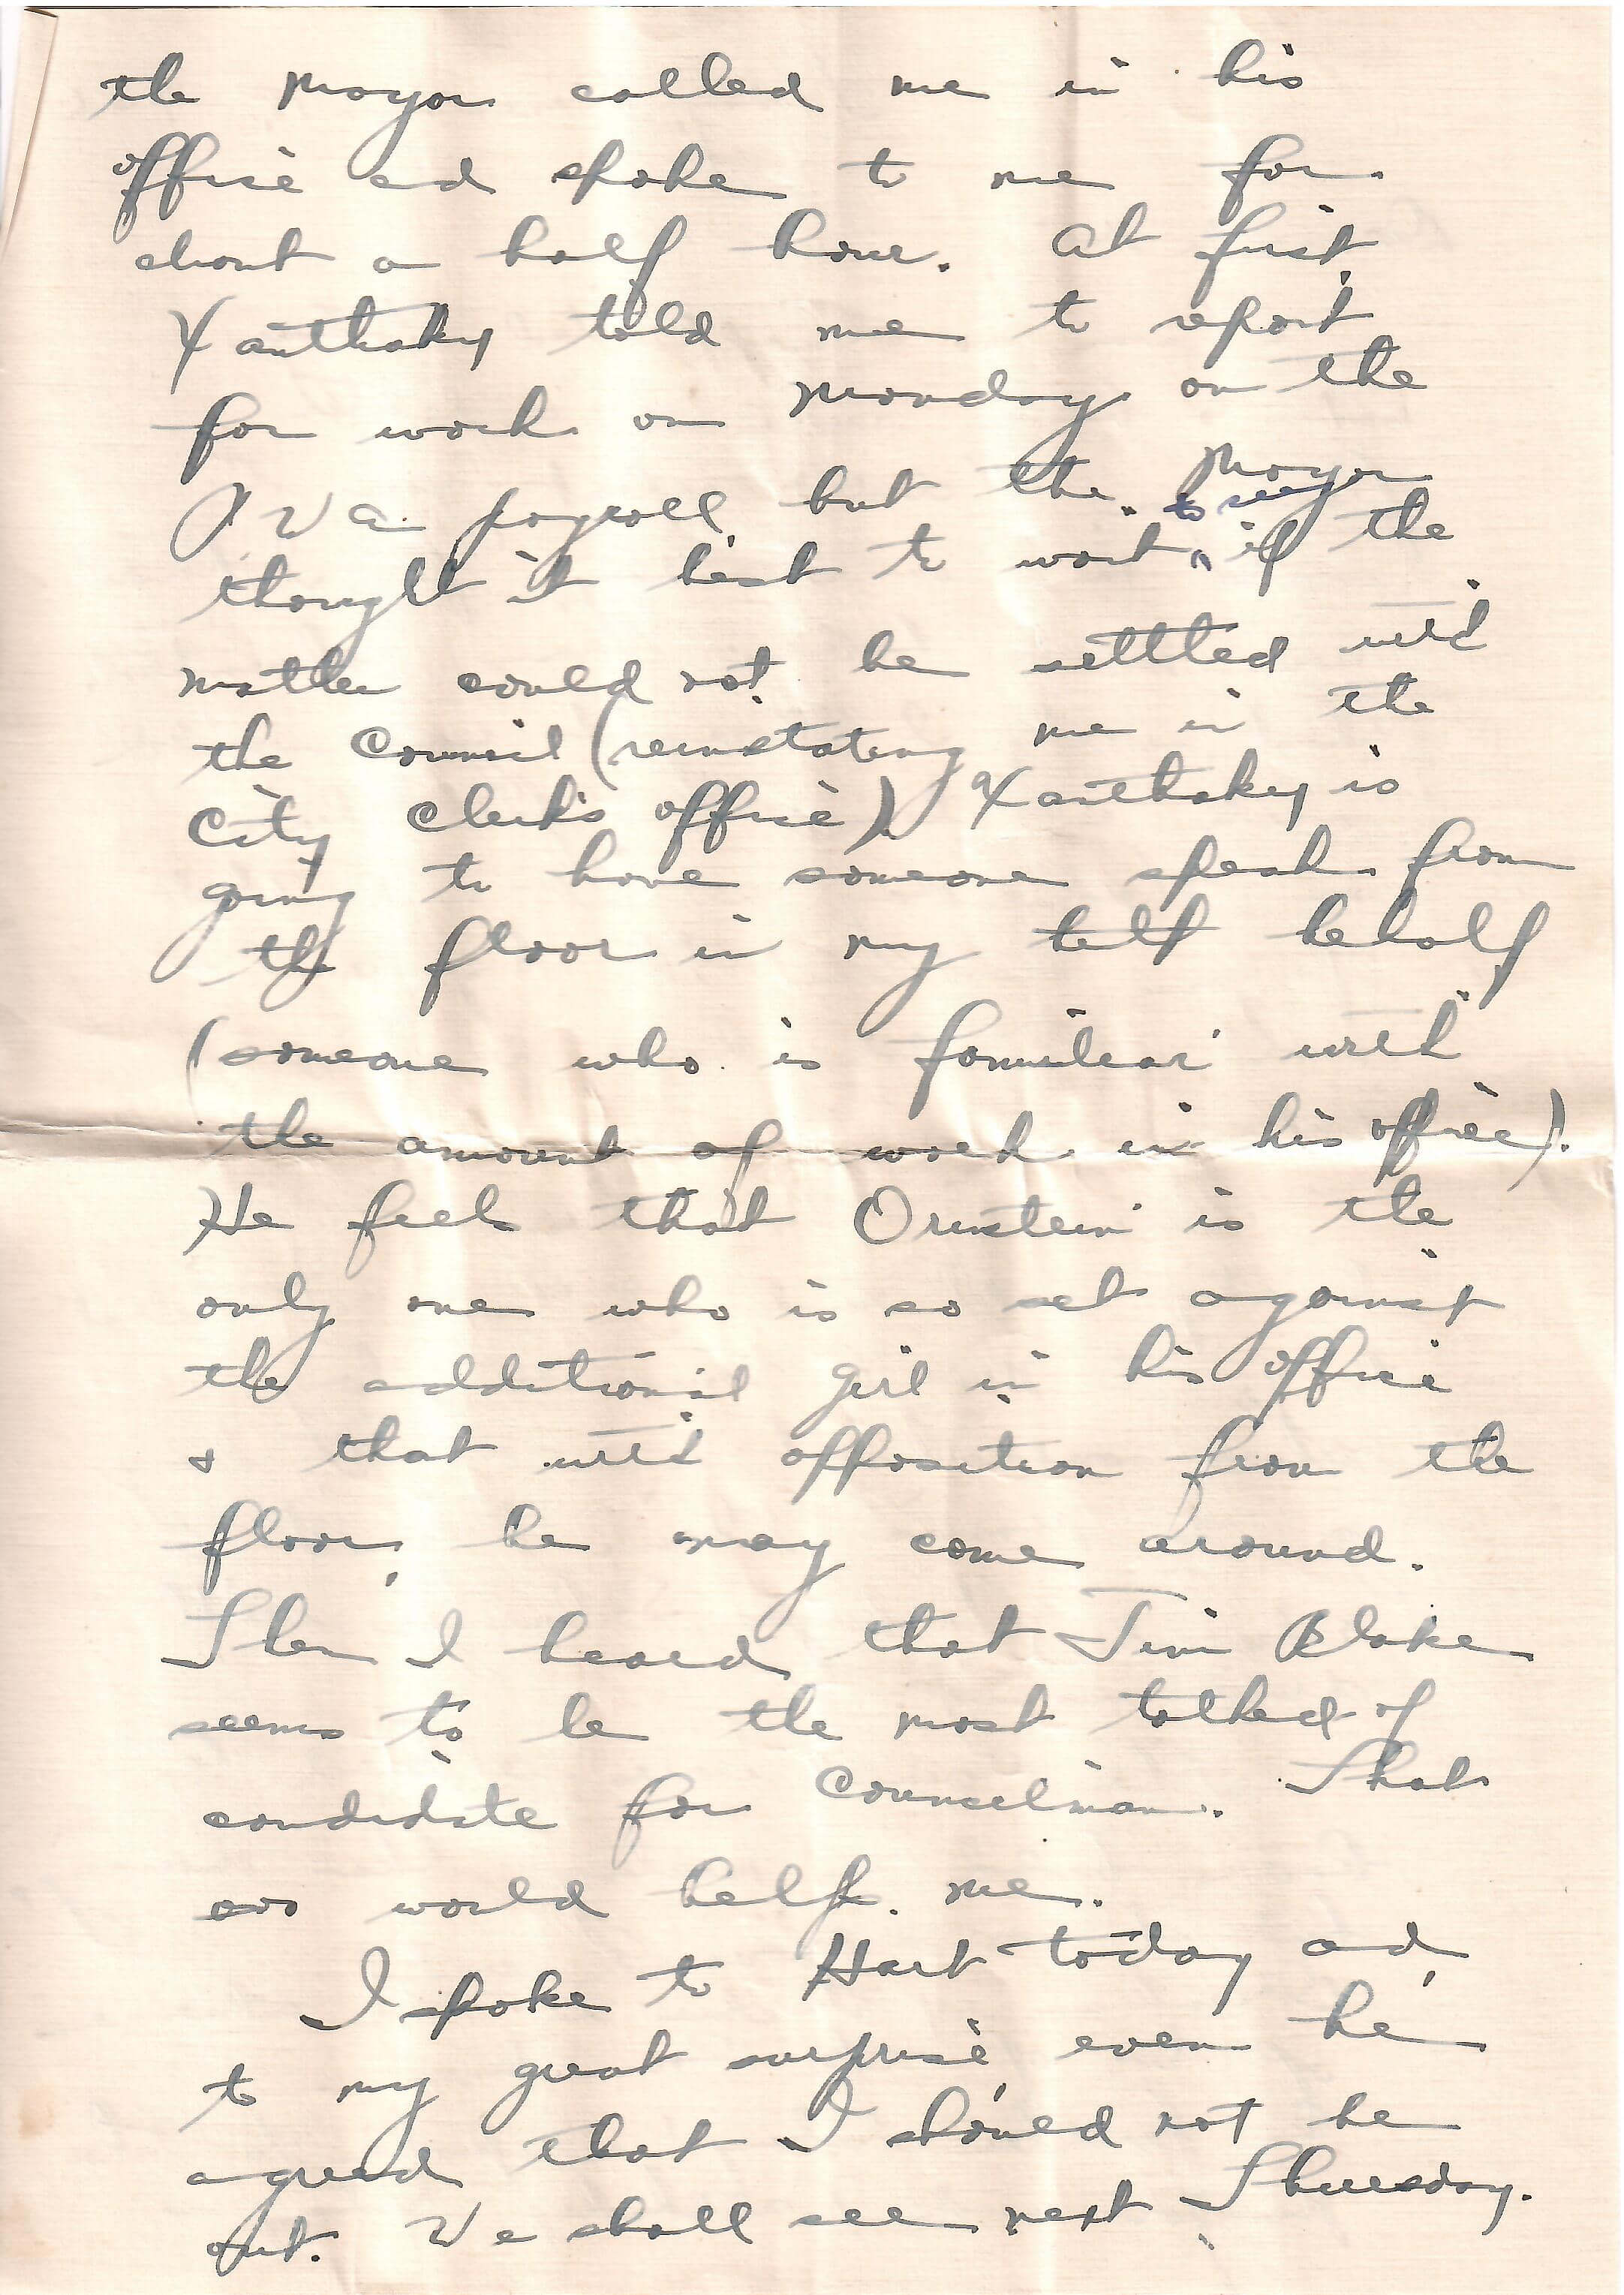 the Mayor called me in his
office and spoke to me for
about a half hour. At first,
Xanthaky told me to report
for work on Monday on the
P W A payroll, but the Mayor
thought it best to wait, to see if the
matter could not be settled with
the Council (reinstating me in the
City Clerk's office). Xanthaky is
going to have someone speak from
the floor in my behalf
(someone who is familiar with
the amount of work in his office).
He feels that Ornstein is the
only one who is so set against
the additional girl in his office
& that with opposition from the
floor, he may come around.
Then I heard that Jim Blake
seems to be the most talked of
candidate for Councilman. That
would help me.
I spoke to Hart today and,
to my great surprise, even he
agreed that I should not be
out. We shall see next Thursday.